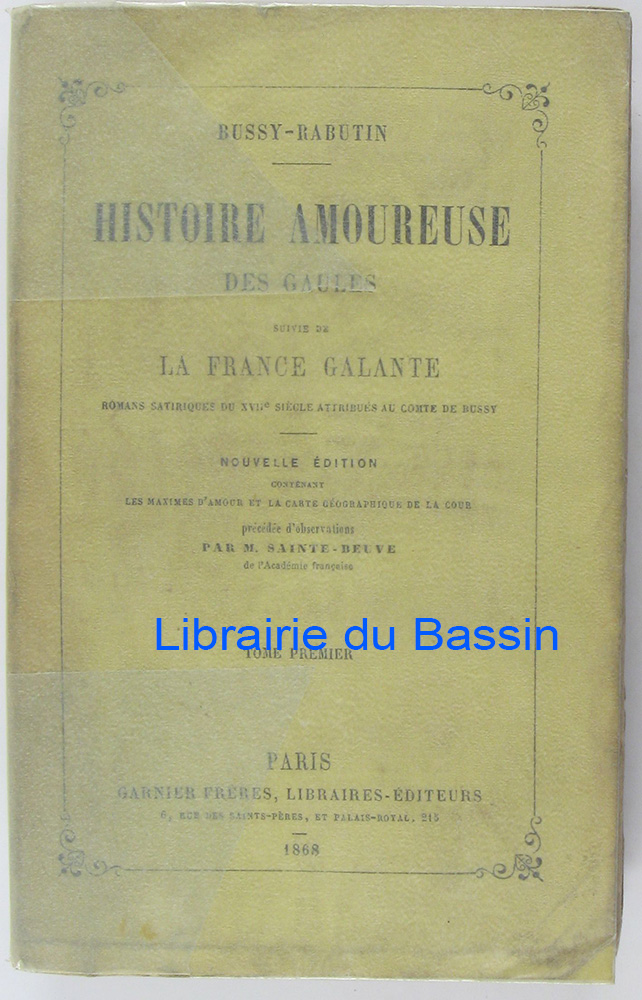 BUSSY-RABUTIN
HISTOIRE AMOUREUSE
DES GAULES
SUIVIE DE
LA FRANCE GALANTE
ROMANS SATIRIQUES DU XVIIe SIÈCLE ATTRIBUÉS AU COMTE DE BUSSY
NOUVELLE ÉDITION
CONTENANT
LES MAXIMES D'AMOUR ET LA CARTE GÉOGRAPHIQUE DE LA COUR
précédée d'observations
PAR M. SAINTE-BEUVE
de l'Académie française
Librairie du Bassin
TOME PREMIER
PARIS
GARNIER FRÈRES, LIBRAIRES-ÉDITEURS
6, RUE DES SAINTS-PÈRES, ET PALAIS-ROYAL, 215
1868